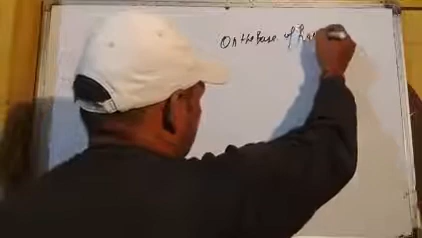 On the base of